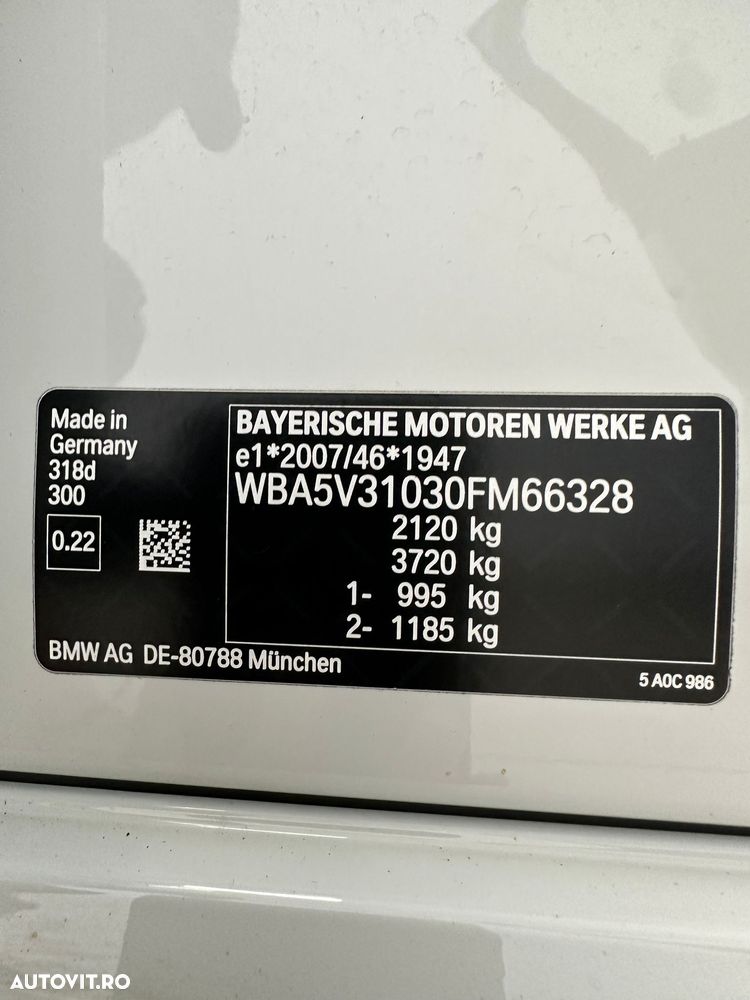 Made in
Germany
318d
300
0.22
BAYERISCHE MOTOREN WERKE AG
e1*2007/46*1947
WBA5V31030FM66328
2120 kg
3720 kg
1- 995 kg
2- 1185 kg
BMW AG DE-80788 München
5 A0C 986
AUTOVIT.RO